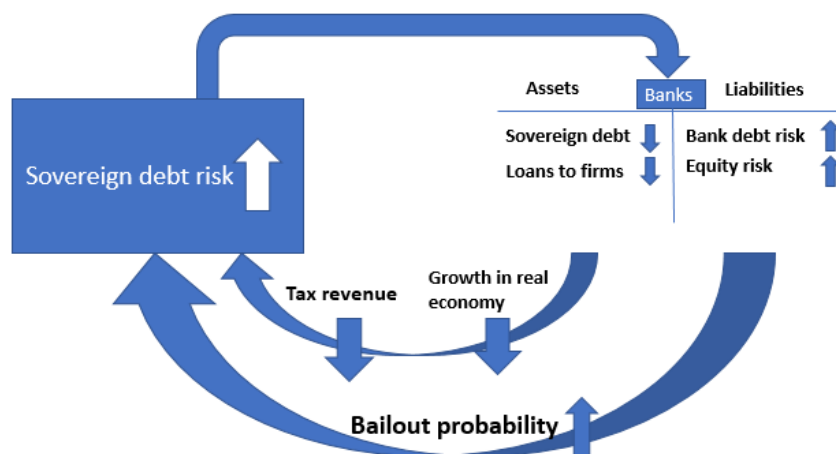 Assets
Banks
Liabilities
Sovereign debt
Bank debt risk
Loans to firms
Equity risk
Sovereign debt risk
Tax revenue
Growth in real
economy
Bailout probability